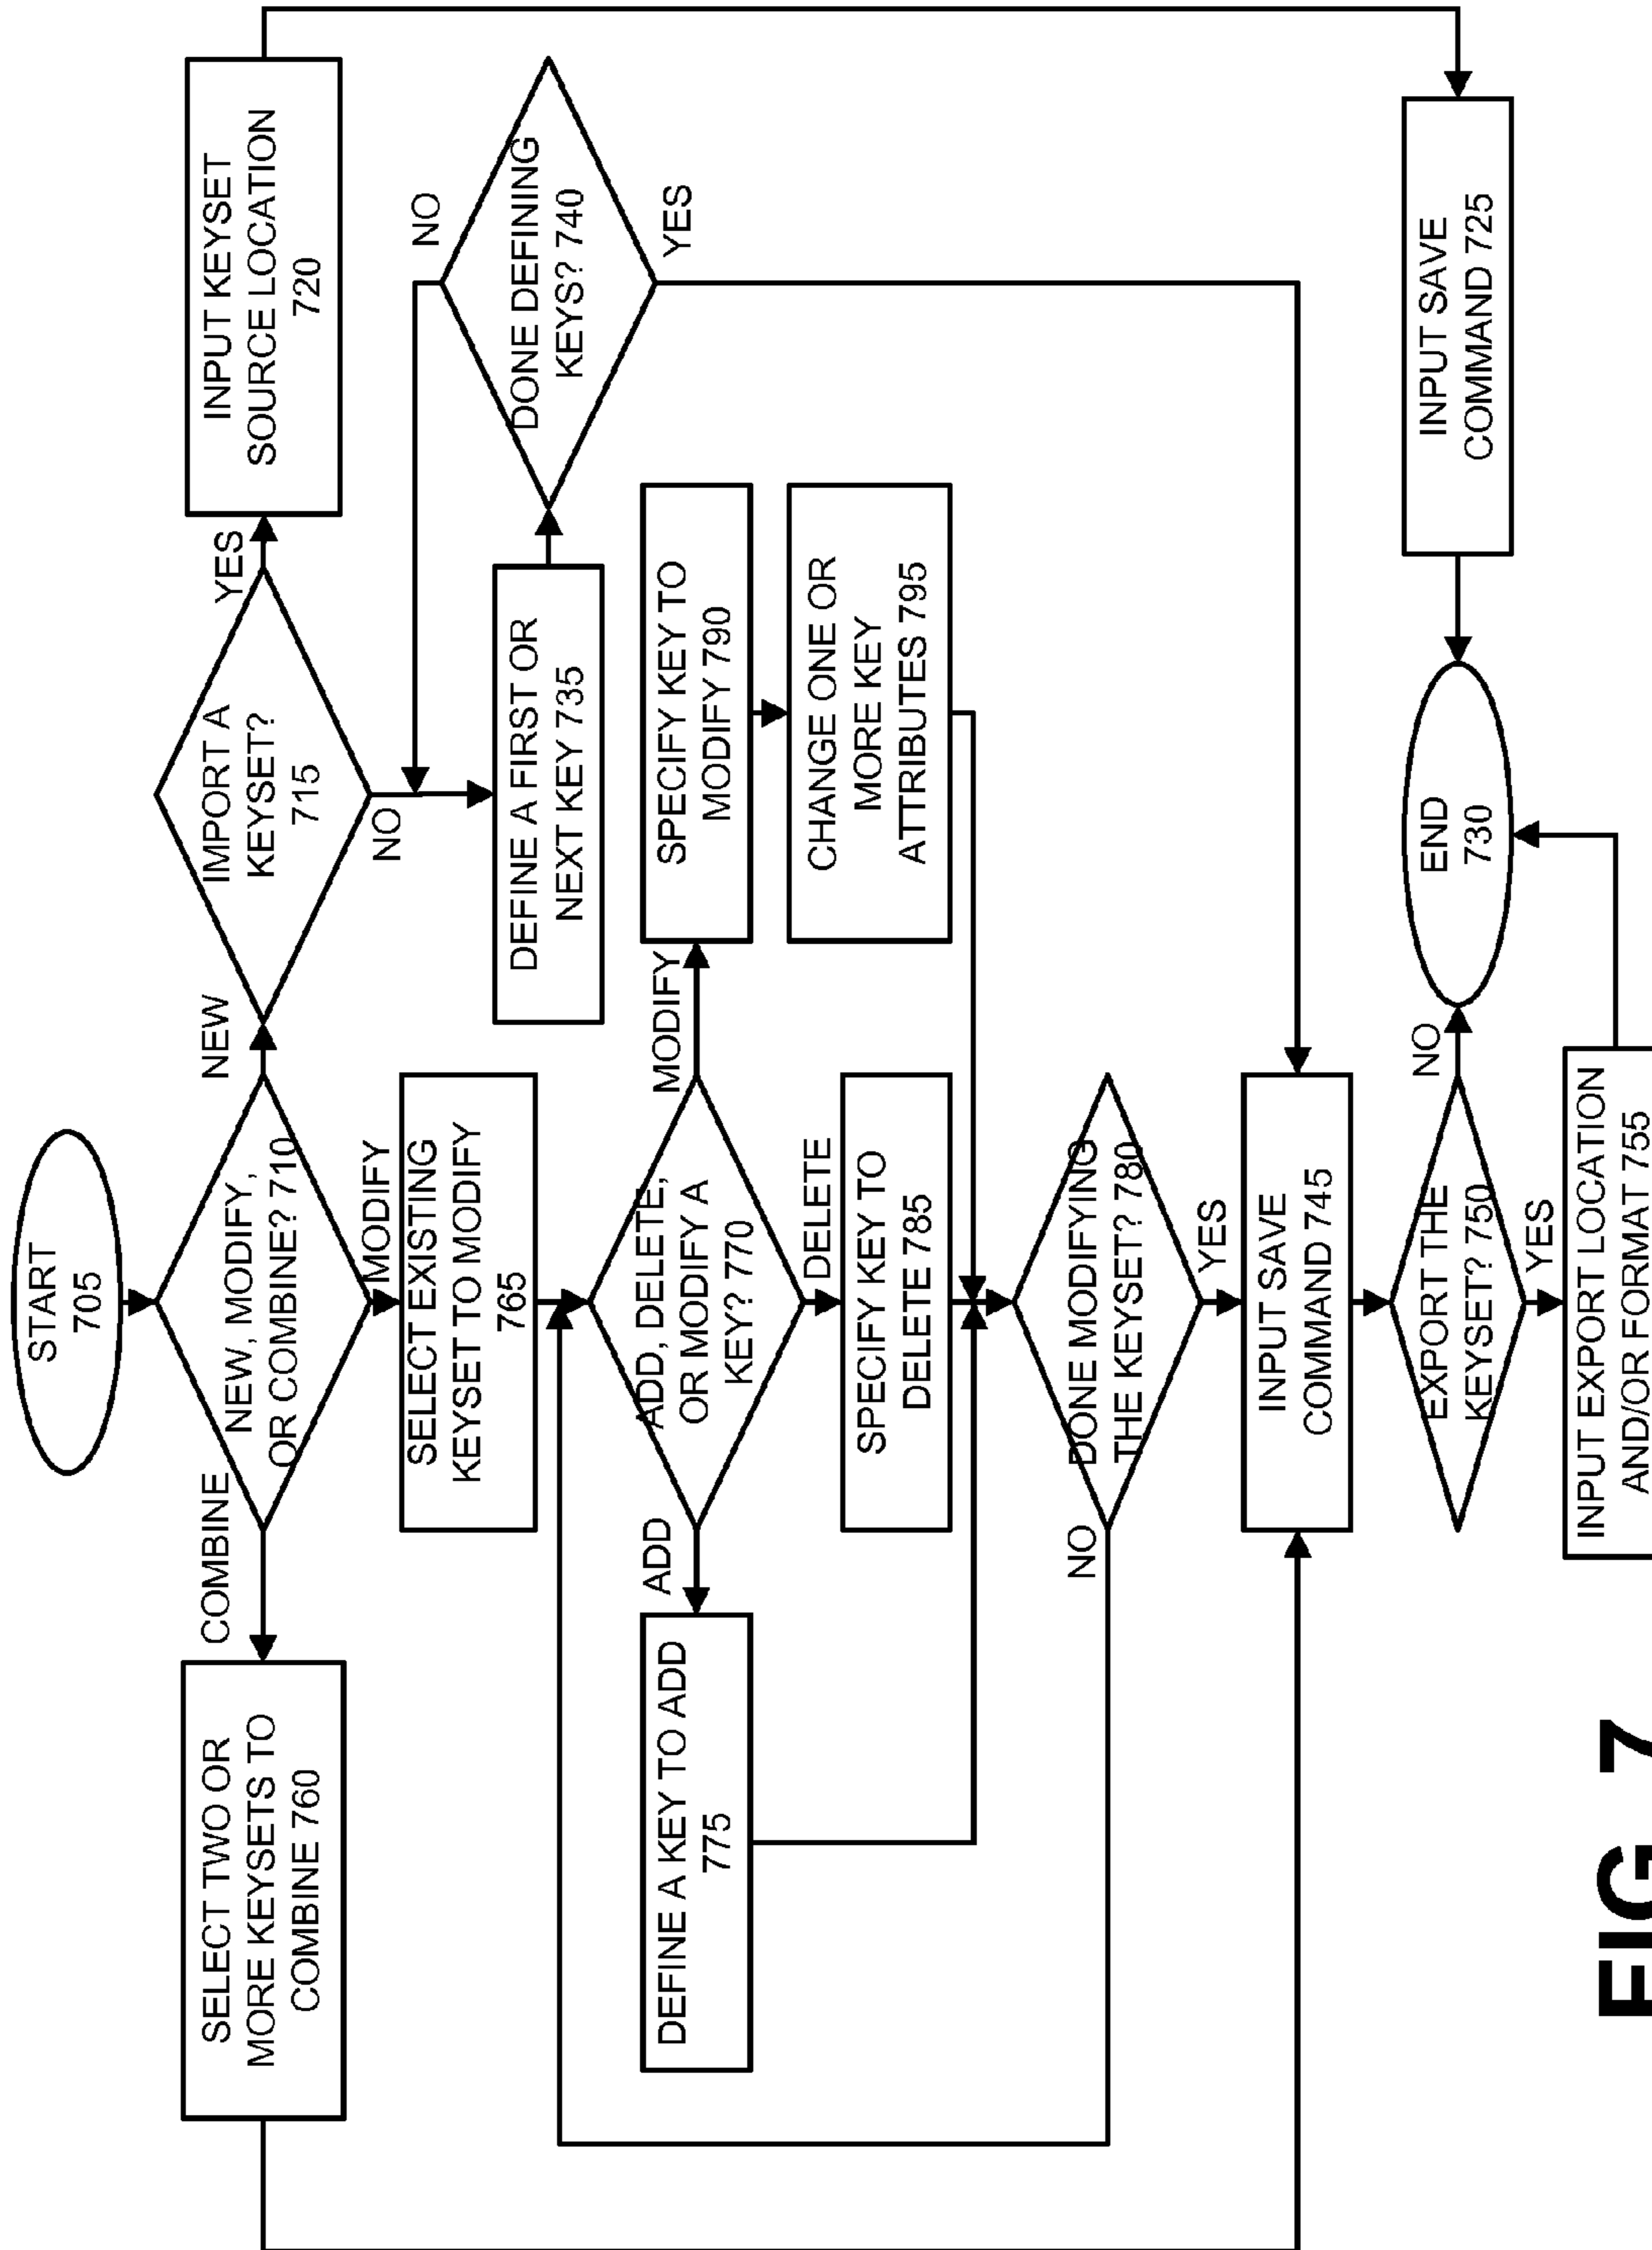 START
705
NEW, MODIFY,
OR COMBINE? 710
COMBINE
NEW
MODIFY
SELECT TWO OR
MORE KEYSETS TO
COMBINE 760
IMPORT A
KEYSET?
715
YES
NO
INPUT KEYSET
SOURCE LOCATION
720
SELECT EXISTING
KEYSET TO MODIFY
765
DEFINE A FIRST OR
NEXT KEY 735
DONE DEFINING
KEYS? 740
NO
YES
ADD, DELETE,
OR MODIFY A
KEY? 770
ADD
MODIFY
DELETE
DEFINE A KEY TO ADD
775
SPECIFY KEY TO
MODIFY 790
CHANGE ONE OR
MORE KEY
ATTRIBUTES 795
SPECIFY KEY TO
DELETE 785
DONE MODIFYING
THE KEYSET? 780
NO
YES
INPUT SAVE
COMMAND 745
EXPORT THE
KEYSET? 750
NO
YES
END
730
INPUT SAVE
COMMAND 725
INPUT EXPORT LOCATION
AND/OR FORMAT 755
FIG 7